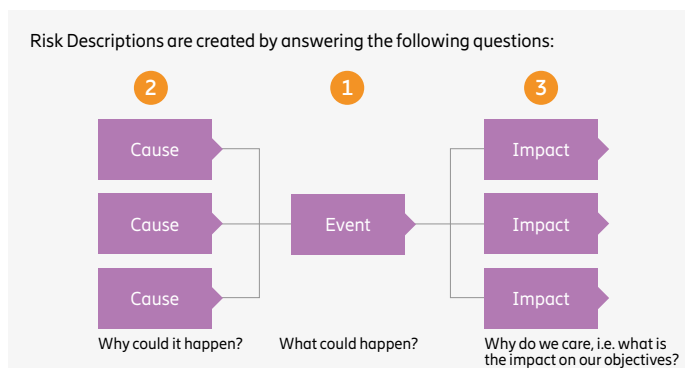 Risk Descriptions are created by answering the following questions:
2 1 3
Cause Impact
Cause Event Impact
Cause Impact
Why could it happen? What could happen? Why do we care, i.e. what is
the impact on our objectives?